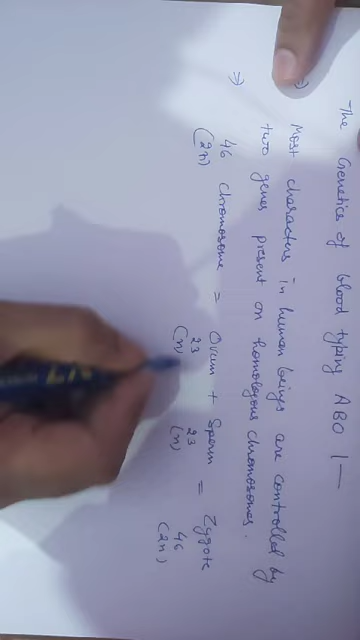 The Genetics of blood typing ABO :—
Most characters in human beings are controlled by
two genes present on homologous chromosomes.
→ 46 chromosome = Ovum + Sperm = Zygote
(2n) 23 23 46
(n) (n) (2n)